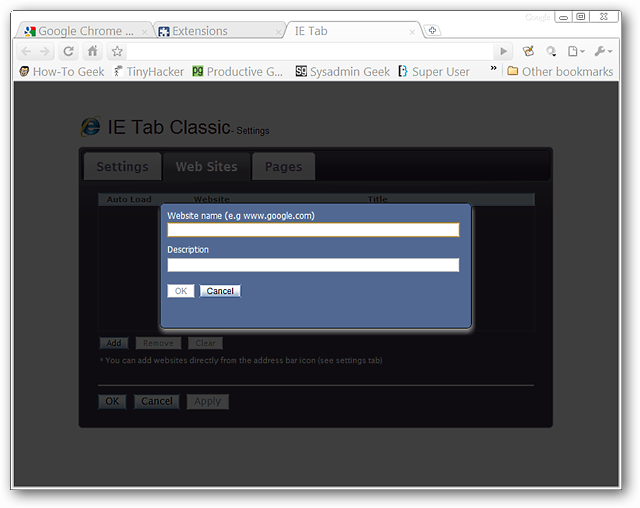 Google
Google Chrome ... Extensions IE Tab
How-To Geek TinyHacker Productive G... Sysadmin Geek Super User » Other bookmarks
IE Tab Classic- Settings
Settings Web Sites Pages
Auto Load Website Title
Website name (e.g www.google.com)
Description
OK Cancel
Add Remove Clear
* You can add websites directly from the address bar icon (see settings tab)
OK Cancel Apply